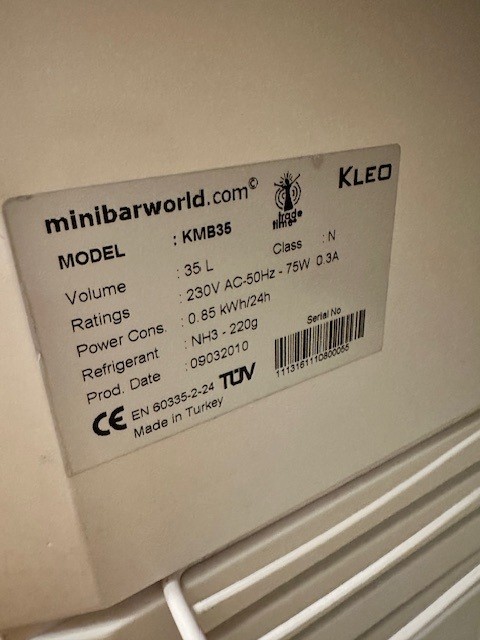 minibarworld.com©
trade
time
KLEO
MODEL : KMB35
Volume : 35 L Class : N
Ratings : 230V AC-50Hz - 75W 0.3A
Power Cons. : 0.85 kWh/24h
Refrigerant : NH3 - 220g
Prod. Date : 09032010
Serial No
1113161110800055
CE EN 60335-2-24 TÜV
Made in Turkey